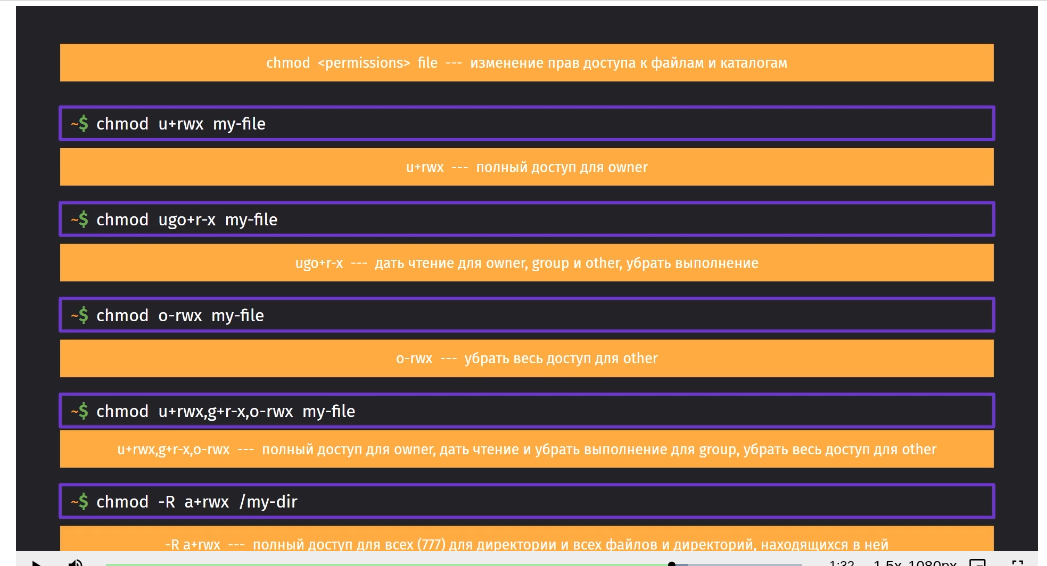 chmod <permissions> file --- изменение прав доступа к файлам и каталогам
~$ chmod u+rwx my-file
u+rwx --- полный доступ для owner
~$ chmod ugo+r-x my-file
ugo+r-x --- дать чтение для owner, group и other, убрать выполнение
~$ chmod o-rwx my-file
o-rwx --- убрать весь доступ для other
~$ chmod u+rwx,g+r-x,o-rwx my-file
u+rwx,g+r-x,o-rwx --- полный доступ для owner, дать чтение и убрать выполнение для group, убрать весь доступ для other
~$ chmod -R a+rwx /my-dir
-R a+rwx --- полный доступ для всех (777) для директории и всех файлов и директорий, находящихся в ней
1:32 1.5x 1080px